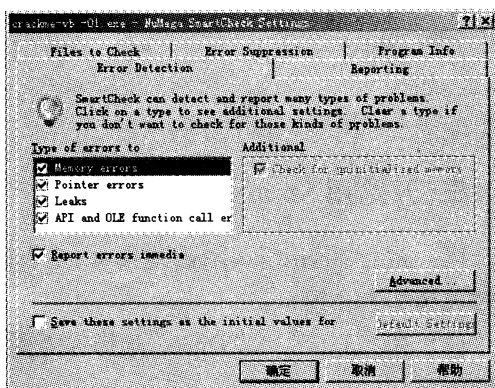 crackme-vb -01.exe - NuMega SmartCheck Settings
Files to Check
Error Suppression
Program Info
Error Detection
Reporting
SmartCheck can detect and report many types of problems.
Click on a type to see additional settings. Clear a type if
you don't want to check for those kinds of problems.
Type of errors to
Additional
Memory errors
Check for uninitialized memory
Pointer errors
Leaks
API and OLE function call er
Report errors immedia
Advanced
Save these settings as the initial values for
Default Setting
确定
取消
帮助